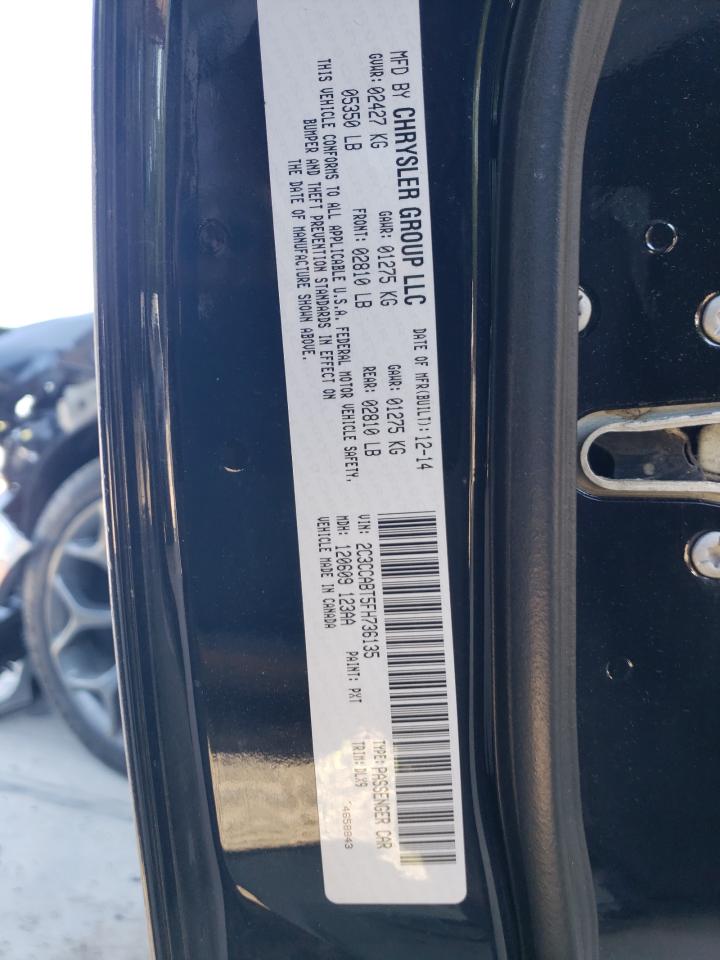 MFD BY CHRYSLER GROUP LLC DATE OF MFR(BUILT): 12-14
GVWR: 02427 KG GAWR: 01275 KG GAWR: 01275 KG
05350 LB FRONT: 02810 LB REAR: 02810 LB
THIS VEHICLE CONFORMS TO ALL APPLICABLE U.S.A. FEDERAL MOTOR VEHICLE SAFETY,
BUMPER AND THEFT PREVENTION STANDARDS IN EFFECT ON
THE DATE OF MANUFACTURE SHOWN ABOVE.
VIN: 2C3CCABT5FH736135 TYPE: PASSENGER CAR
MDH: 120609 123AA PAINT: PXT TRIM: DLX9
VEHICLE MADE IN CANADA 4658843